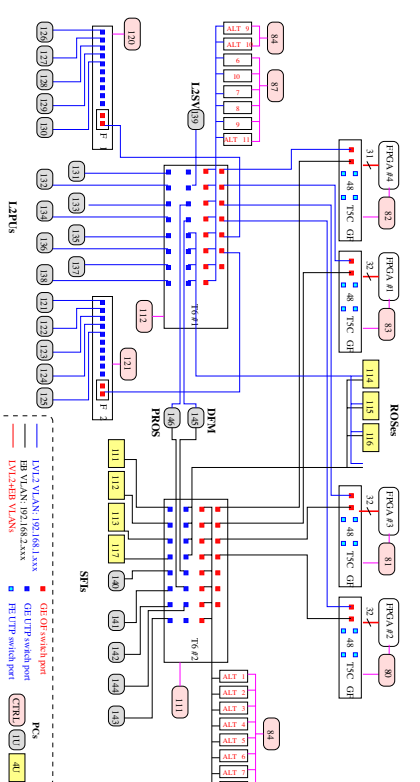 ALT 9
ALT 10
6
10
7
8
9
ALT 11
84
87
120
126
127
128
129
130
F 1
L2SV
139
131
132
133
134
135
136
137
138
L2PUs
T6 #1
112
121
122
123
124
125
121
F 2
FPGA #4
31
48
T5C GE
82
FPGA #1
32
48
T5C GE
83
ROSes
114
115
116
DFM
145
146
PROS
111
112
113
117
140
141
142
144
143
SFIs
T6 #2
111
FPGA #3
32
48
T5C GE
81
FPGA #2
32
48
T5C GE
80
ALT 1
ALT 2
ALT 3
ALT 4
ALT 5
ALT 6
ALT 7
84
LVL2 VLAN: 192.168.1.xxx
EB VLAN: 192.168.2.xxx
LVL2+EB VLANs
GE OF switch port
GE UTP switch port
FE UTP switch port
PCs
CTRL
1U
4U